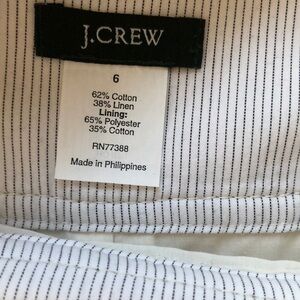 J.CREW
6
62% Cotton
38% Linen
Lining:
65% Polyester
35% Cotton
RN77388
Made in Philippines